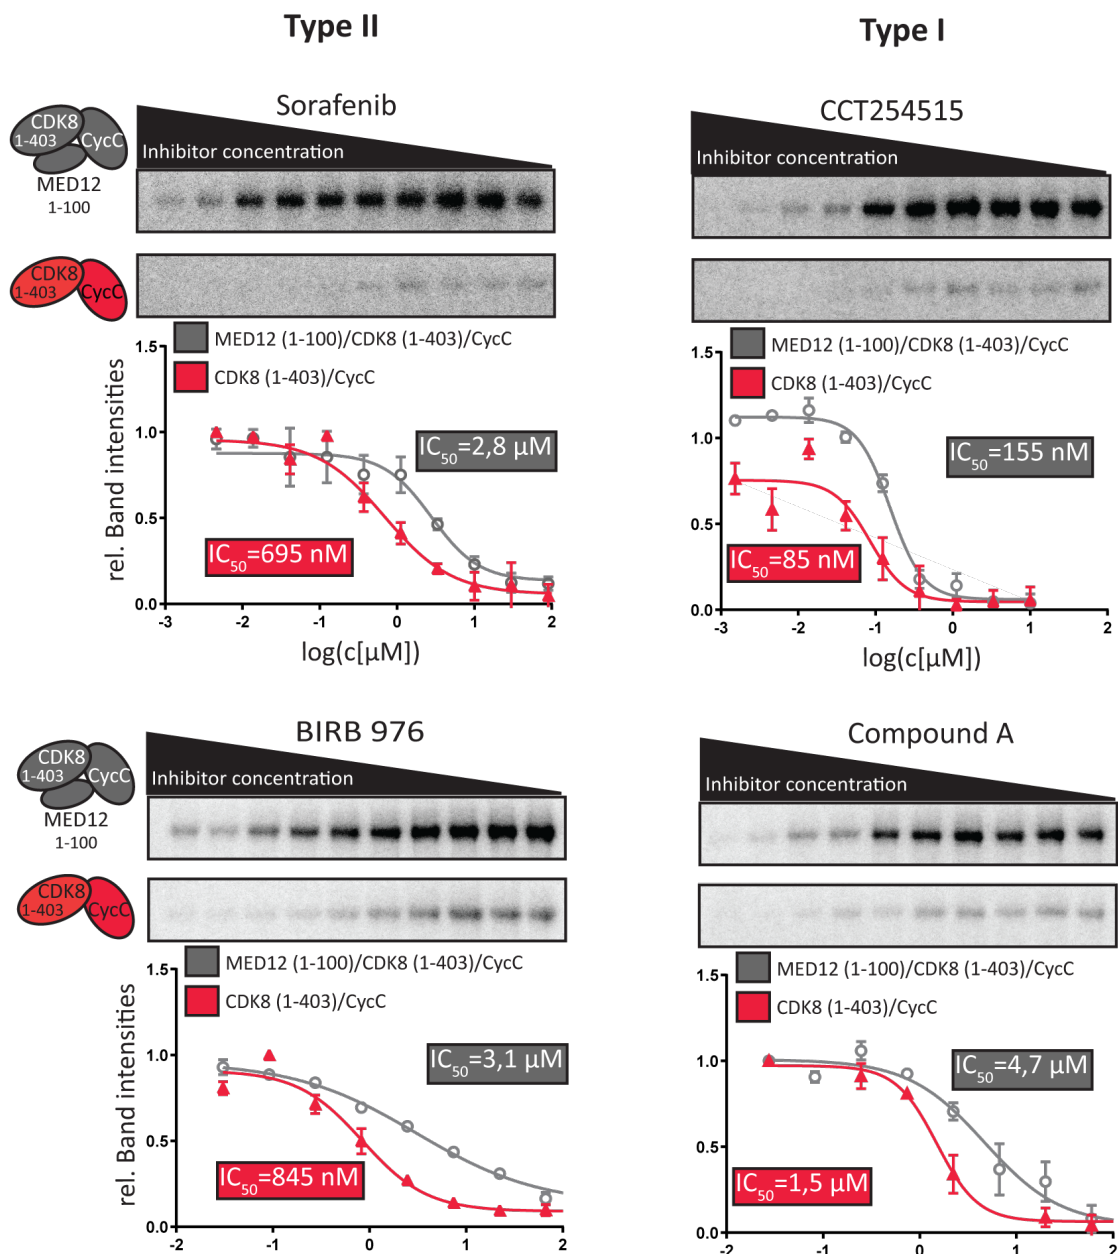 Type II
Type I
Sorafenib
CDK8
1-403
CycC
MED12
1-100
Inhibitor concentration
CDK8
1-403
CycC
MED12 (1-100)/CDK8 (1-403)/CycC
CDK8 (1-403)/CycC
rel. Band intensities
1.5
1.0
0.5
0.0
IC50=2,8 µM
IC50=695 nM
-3 -2 -1 0 1 2
log(c[µM])
CCT254515
Inhibitor concentration
MED12 (1-100)/CDK8 (1-403)/CycC
CDK8 (1-403)/CycC
1.5
1.0
0.5
0.0
IC50=155 nM
IC50=85 nM
-3 -2 -1 0 1 2
log(c[µM])
BIRB 976
CDK8
1-403
CycC
MED12
1-100
Inhibitor concentration
CDK8
1-403
CycC
MED12 (1-100)/CDK8 (1-403)/CycC
CDK8 (1-403)/CycC
rel. Band intensities
1.5
1.0
0.5
0.0
IC50=3,1 µM
IC50=845 nM
-2 -1 0 1 2
Compound A
Inhibitor concentration
MED12 (1-100)/CDK8 (1-403)/CycC
CDK8 (1-403)/CycC
1.5
1.0
0.5
0.0
IC50=4,7 µM
IC50=1,5 µM
-2 -1 0 1 2